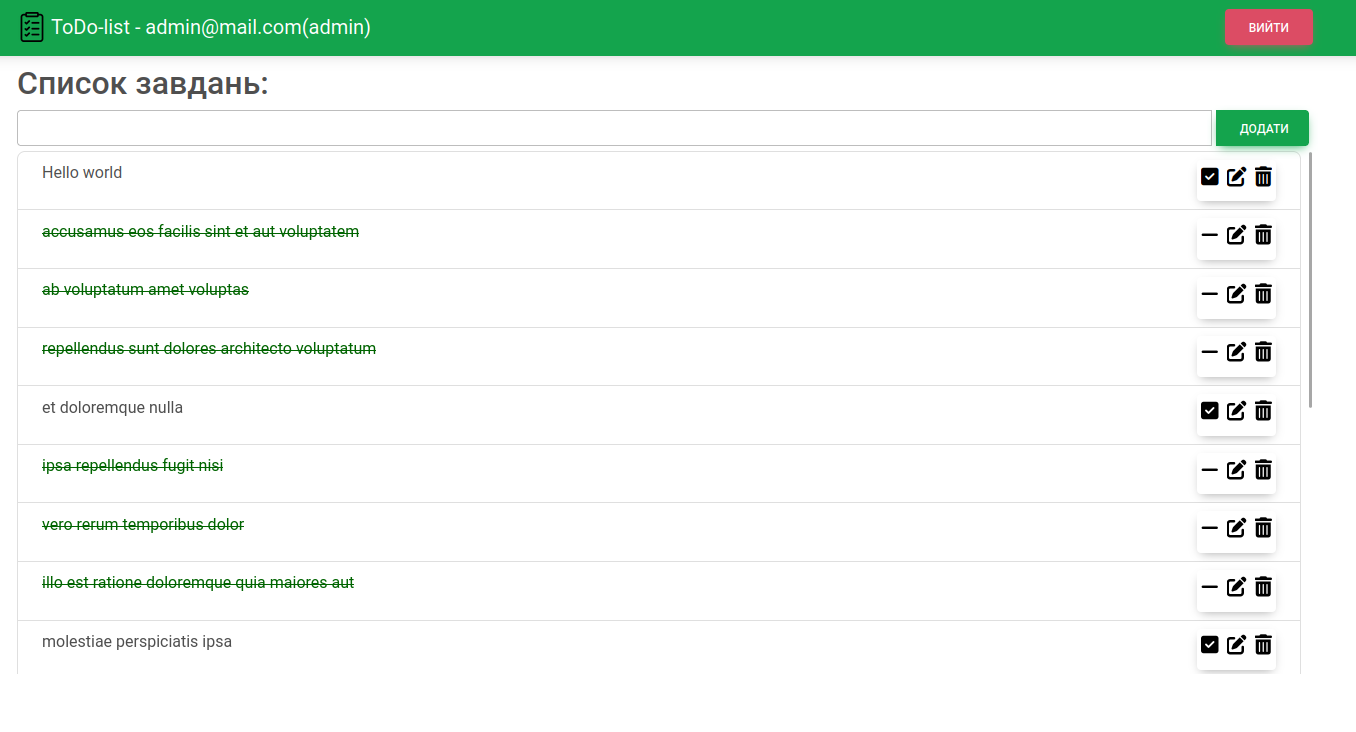 ToDo-list - admin@mail.com(admin)
ВИЙТИ
Список завдань:
ДОДАТИ
Hello world
accusamus eos facilis sint et aut voluptatem
ab voluptatum amet voluptas
repellendus sunt dolores architecto voluptatum
et doloremque nulla
ipsa repellendus fugit nisi
vero rerum temporibus dolor
illo est ratione doloremque quia maiores aut
molestiae perspiciatis ipsa